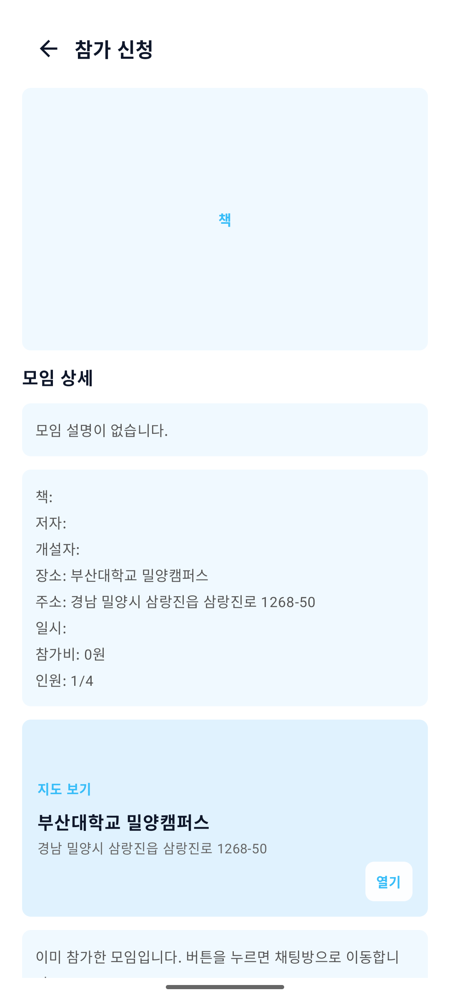 참가 신청
책
모임 상세
모임 설명이 없습니다.
책:
저자:
개설자:
장소: 부산대학교 밀양캠퍼스
주소: 경남 밀양시 삼랑진읍 삼랑진로 1268-50
일시:
참가비: 0원
인원: 1/4
지도 보기
부산대학교 밀양캠퍼스
경남 밀양시 삼랑진읍 삼랑진로 1268-50
열기
이미 참가한 모임입니다. 버튼을 누르면 채팅방으로 이동합니